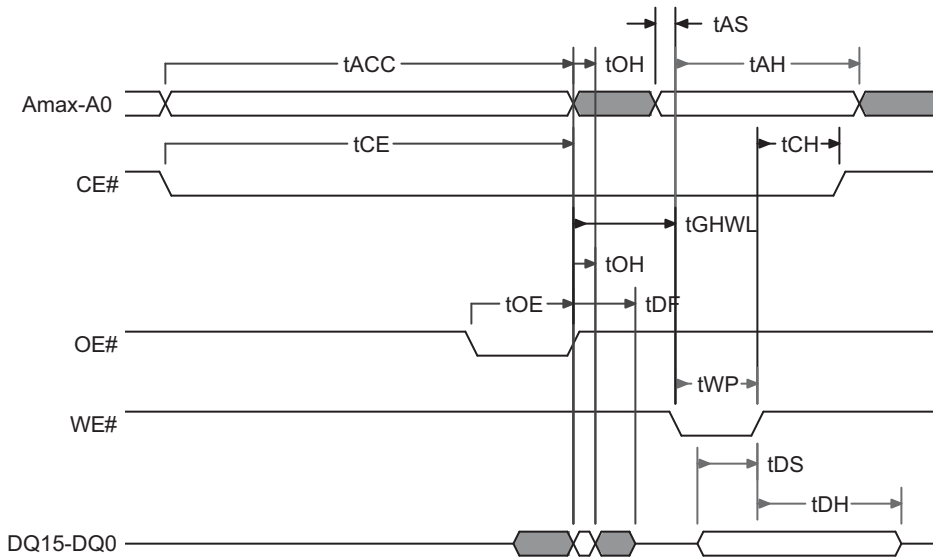 tAS
tACC
tOH
tAH
Amax-A0
tCE
tCH
CE#
tGHWL
tOH
tOE
tDF
OE#
tWP
WE#
tDS
tDH
DQ15-DQ0